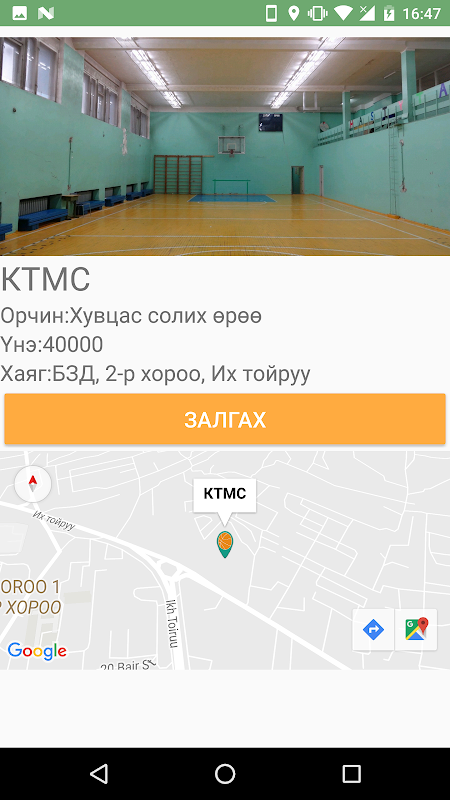 16:47
КТМС
Орчин:Хувцас солих өрөө
Үнэ:40000
Хаяг:БЗД, 2-р хороо, Их тойруу
ЗАЛГАХ
КТМС
Их тойруу
OROO 1
Р ХОРОО
Ikh Toiruu
20 Bair S
Google